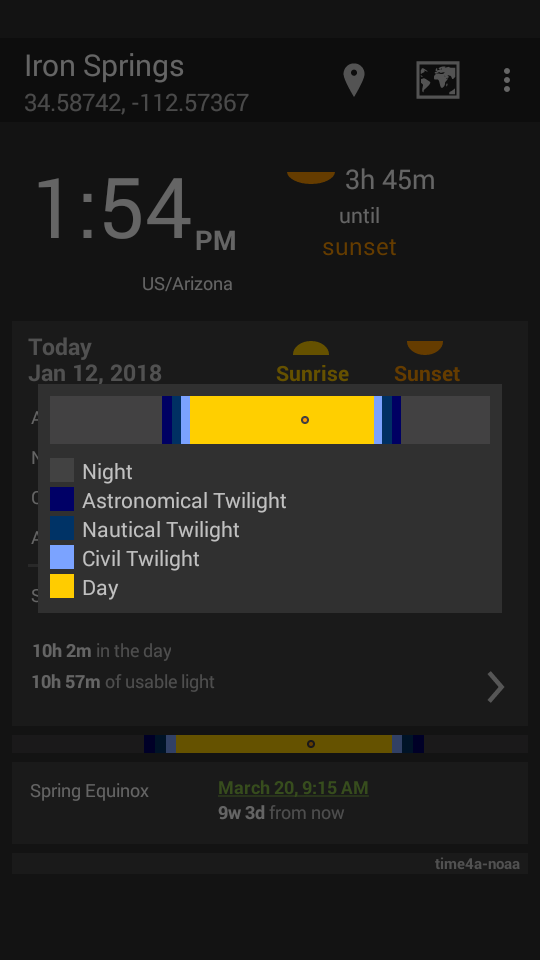 Iron Springs
34.58742, -112.57367
1:54 PM
3h 45m
until
sunset
US/Arizona
Today
Jan 12, 2018
Sunrise
Sunset
Night
Astronomical Twilight
Nautical Twilight
Civil Twilight
Day
10h 2m in the day
10h 57m of usable light
Spring Equinox
March 20, 9:15 AM
9w 3d from now
time4a-noaa